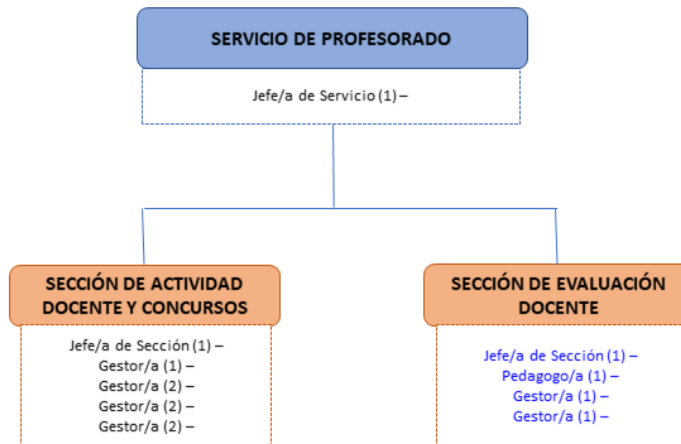 SERVICIO DE PROFESORADO
Jefe/a de Servicio (1) –
SECCIÓN DE ACTIVIDAD
DOCENTE Y CONCURSOS
Jefe/a de Sección (1) –
Gestor/a (1) –
Gestor/a (2) –
Gestor/a (2) –
Gestor/a (2) –
SECCIÓN DE EVALUACIÓN
DOCENTE
Jefe/a de Sección (1) –
Pedagogo/a (1) –
Gestor/a (1) –
Gestor/a (1) –